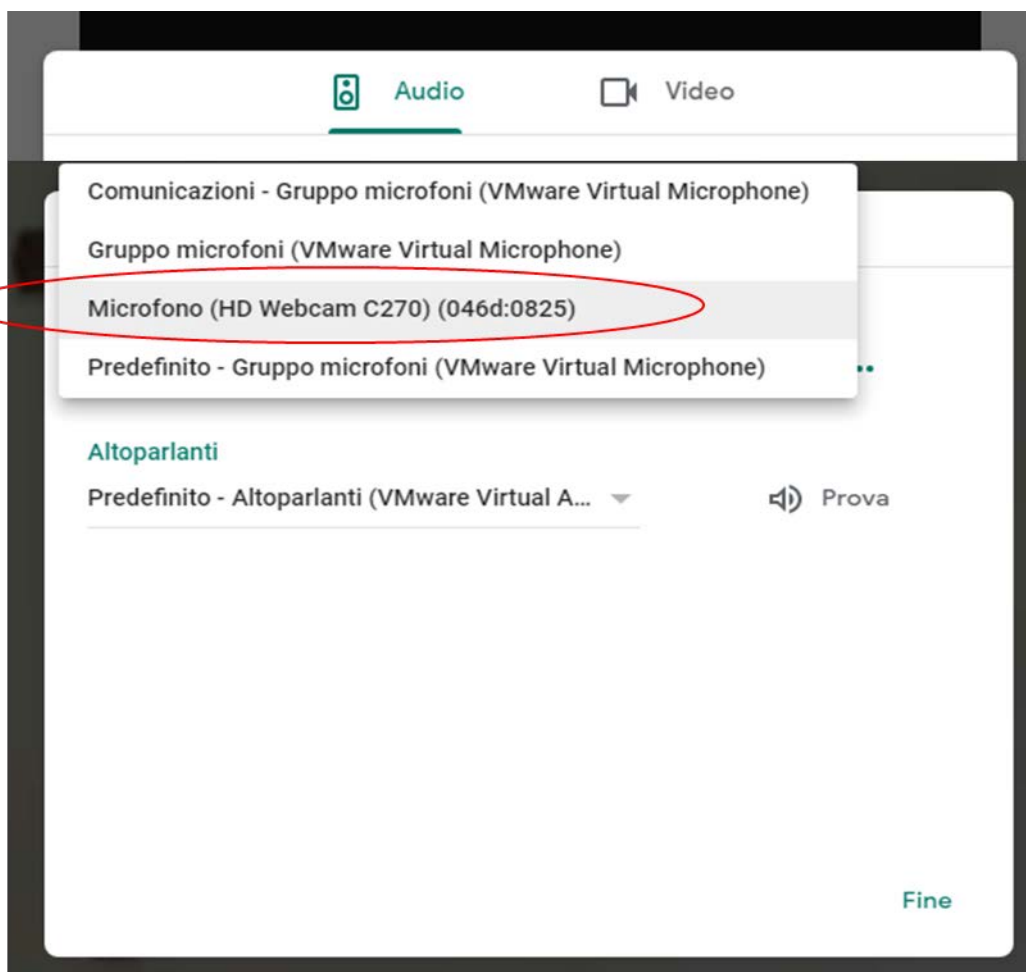 Audio Video
Comunicazioni - Gruppo microfoni (VMware Virtual Microphone)
Gruppo microfoni (VMware Virtual Microphone)
Microfono (HD Webcam C270) (046d:0825)
Predefinito - Gruppo microfoni (VMware Virtual Microphone)
Altoparlanti
Predefinito - Altoparlanti (VMware Virtual A... Prova
Fine